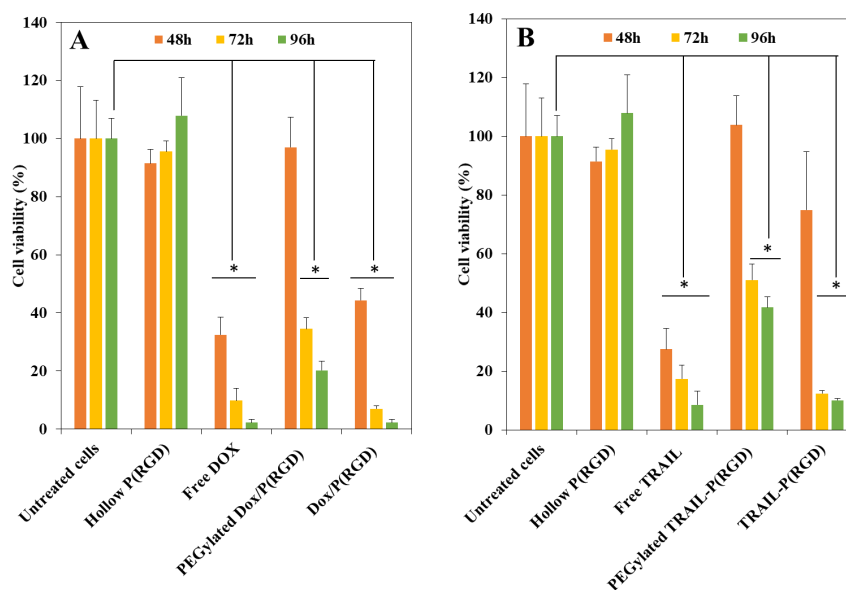 A
48h 72h 96h
Cell viability (%)
140
120
100
80
60
40
20
0
*
*
*
Untreated cells
Hollow P(RGD)
Free DOX
PEGylated Dox/P(RGD)
Dox/P(RGD)
B
48h 72h 96h
Cell viability (%)
140
120
100
80
60
40
20
0
*
*
*
Untreated cells
Hollow P(RGD)
Free TRAIL
PEGylated TRAIL-P(RGD)
TRAIL-P(RGD)